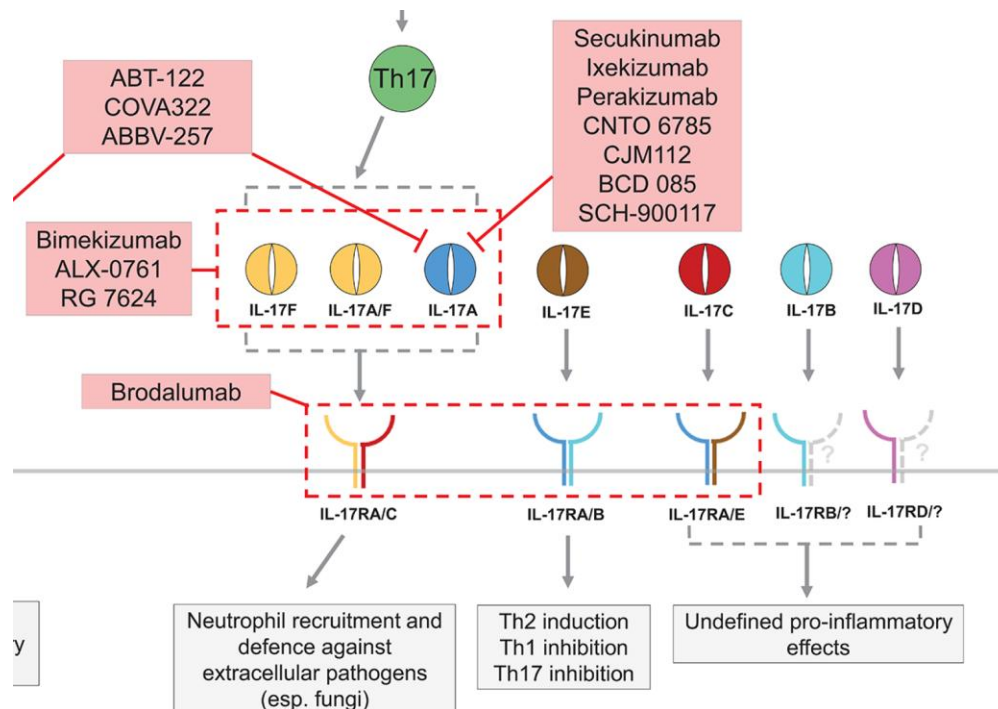 Th17
ABT-122
COVA322
ABBV-257
Secukinumab
Ixekizumab
Perakizumab
CNTO 6785
CJM112
BCD 085
SCH-900117
Bimekizumab
ALX-0761
RG 7624
IL-17F
IL-17A/F
IL-17A
IL-17E
IL-17C
IL-17B
IL-17D
Brodalumab
?
?
IL-17RA/C
IL-17RA/B
IL-17RA/E
IL-17RB/?
IL-17RD/?
ry
Neutrophil recruitment and
defence against
extracellular pathogens
(esp. fungi)
Th2 induction
Th1 inhibition
Th17 inhibition
Undefined pro-inflammatory
effects